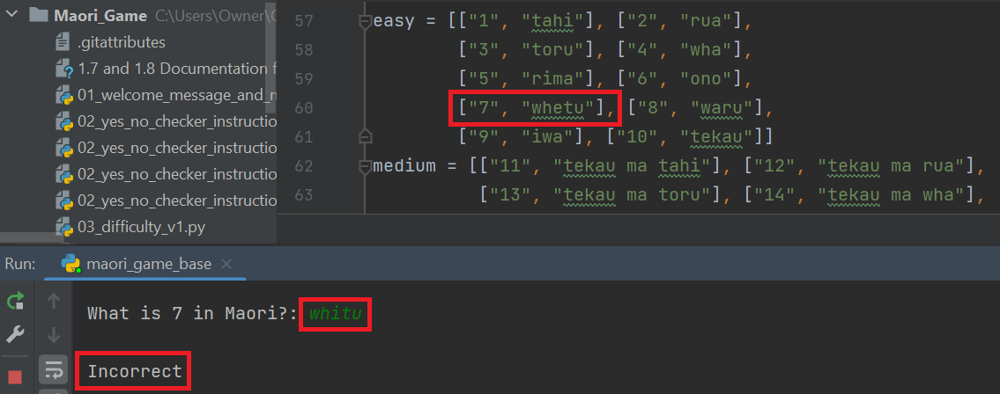 Maori_Game C:\Users\Owner\
.gitattributes
1.7 and 1.8 Documentation f
01_welcome_message_and_
02_yes_no_checker_instructio
02_yes_no_checker_instructio
02_yes_no_checker_instructio
02_yes_no_checker_instructio
03_difficulty_v1.py
57 easy = [["1", "tahi"], ["2", "rua"],
58 ["3", "toru"], ["4", "wha"],
59 ["5", "rima"], ["6", "ono"],
60 ["7", "whetu"], ["8", "waru"],
61 ["9", "iwa"], ["10", "tekau"]]
62 medium = [["11", "tekau ma tahi"], ["12", "tekau ma rua"],
63 ["13", "tekau ma toru"], ["14", "tekau ma wha"],
Run: maori_game_base
What is 7 in Maori?: whitu
Incorrect